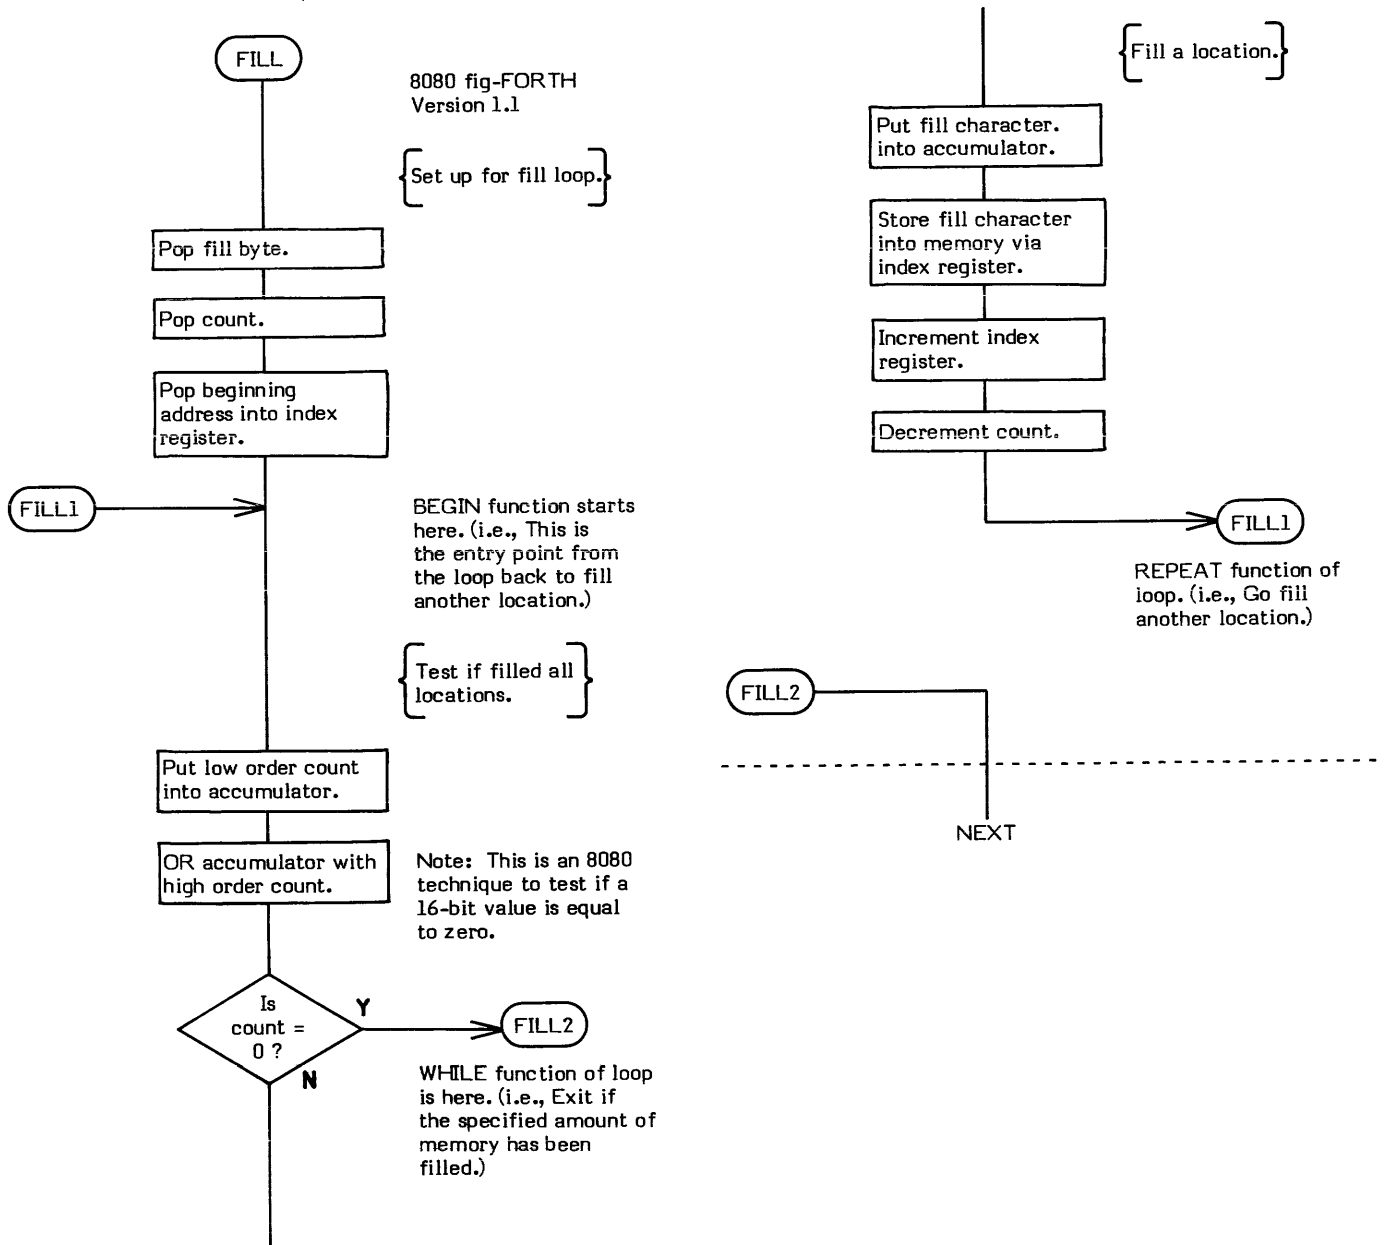 FILL
8080 fig-FORTH
Version 1.1
Set up for fill loop.
Pop fill byte.
Pop count.
Pop beginning
address into index
register.
FILL1
BEGIN function starts
here. (i.e., This is
the entry point from
the loop back to fill
another location.)
Test if filled all
locations.
Put low order count
into accumulator.
OR accumulator with
high order count.
Note: This is an 8080
technique to test if a
16-bit value is equal
to zero.
Is
count =
0 ?
Y
N
FILL2
WHILE function of loop
is here. (i.e., Exit if
the specified amount of
memory has been
filled.)
Fill a location.
Put fill character.
into accumulator.
Store fill character
into memory via
index register.
Increment index
register.
Decrement count.
FILL1
REPEAT function of
loop. (i.e., Go fill
another location.)
FILL2
NEXT